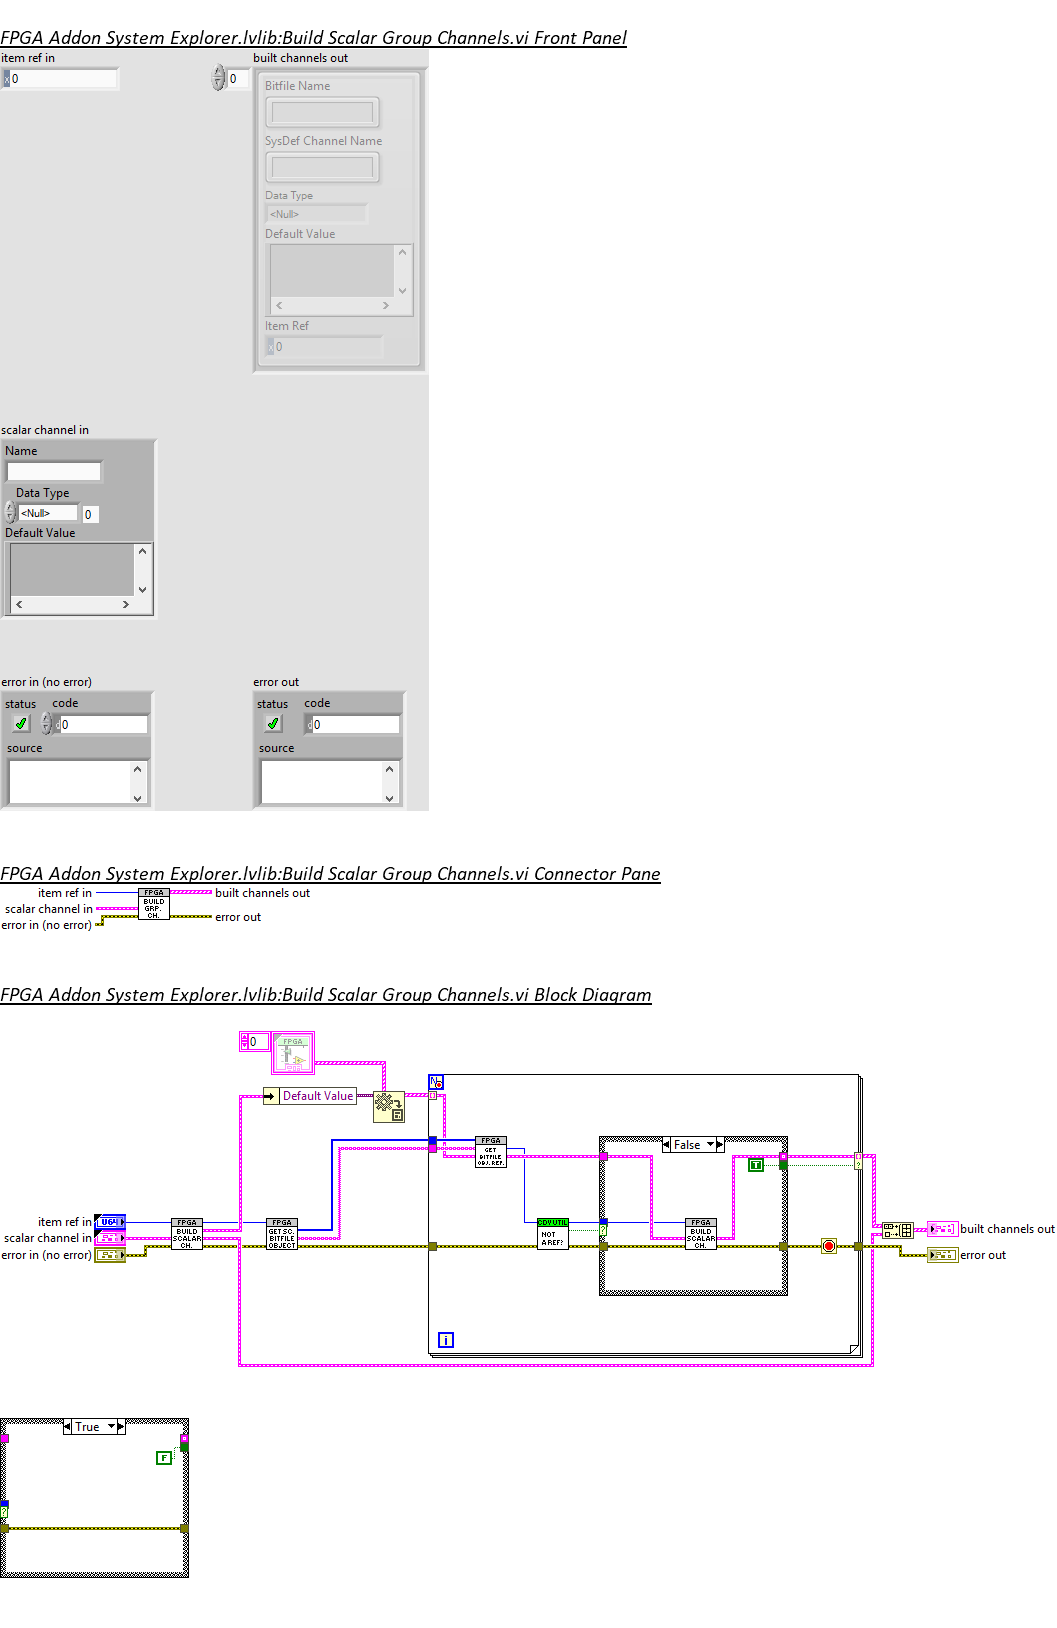 FPGA Addon System Explorer.lvlib:Build Scalar Group Channels.vi Front Panel
item ref in
built channels out
x 0
0
Bitfile Name
SysDef Channel Name
Data Type
<Null>
Default Value
Item Ref
x 0
scalar channel in
Name
Data Type
<Null> 0
Default Value
error in (no error)
error out
status code
status code
d 0
d 0
source
source
FPGA Addon System Explorer.lvlib:Build Scalar Group Channels.vi Connector Pane
item ref in
scalar channel in
error in (no error)
FPGA
BUILD
GRP.
CH.
built channels out
error out
FPGA Addon System Explorer.lvlib:Build Scalar Group Channels.vi Block Diagram
0
FPGA
Default Value
N
FPGA
GET
BITFILE
OBJ. REF.
False
T
?
item ref in
U64
scalar channel in
error in (no error)
FPGA
BUILD
SCALAR
CH.
FPGA
GET SC
BITFILE
OBJECT
COV UTIL
NOT
A REF?
?
FPGA
BUILD
SCALAR
CH.
built channels out
error out
i
True
F
?